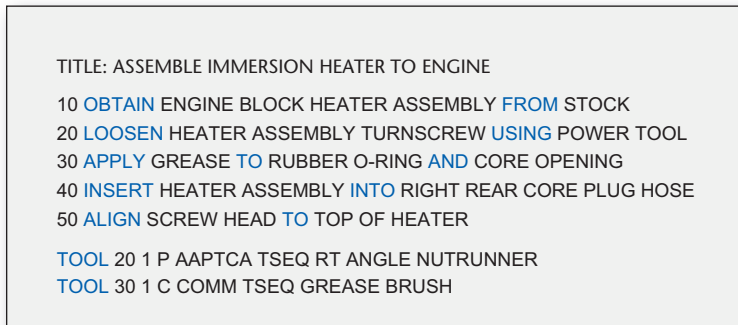 TITLE: ASSEMBLE IMMERSION HEATER TO ENGINE
10 OBTAIN ENGINE BLOCK HEATER ASSEMBLY FROM STOCK
20 LOOSEN HEATER ASSEMBLY TURNSCREW USING POWER TOOL
30 APPLY GREASE TO RUBBER O-RING AND CORE OPENING
40 INSERT HEATER ASSEMBLY INTO RIGHT REAR CORE PLUG HOSE
50 ALIGN SCREW HEAD TO TOP OF HEATER
TOOL 20 1 P AAPTCA TSEQ RT ANGLE NUTRUNNER
TOOL 30 1 C COMM TSEQ GREASE BRUSH